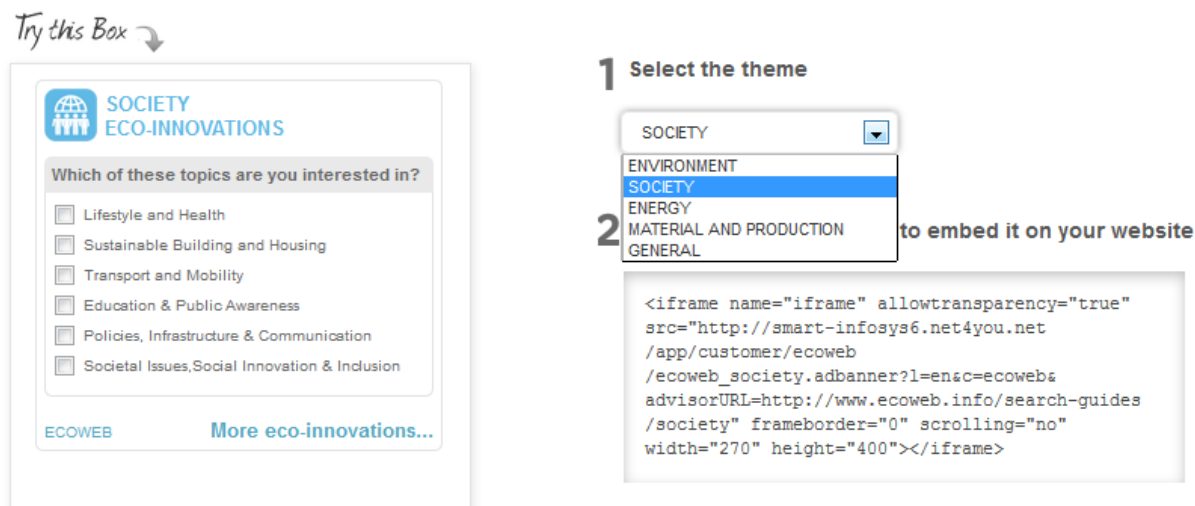 Try this Box
SOCIETY
ECO-INNOVATIONS
Which of these topics are you interested in?
Lifestyle and Health
Sustainable Building and Housing
Transport and Mobility
Education & Public Awareness
Policies, Infrastructure & Communication
Societal Issues,Social Innovation & Inclusion
ECOWEB
More eco-innovations...
1 Select the theme
SOCIETY
ENVIRONMENT
SOCIETY
ENERGY
MATERIAL AND PRODUCTION
GENERAL
2 to embed it on your website
<iframe name="iframe" allowtransparency="true"
src="http://smart-infosys6.net4you.net
/app/customer/ecoweb
/ecoweb_society.adbanner?l=en&c=ecoweb&
advisorURL=http://www.ecoweb.info/search-guides
/society" frameborder="0" scrolling="no"
width="270" height="400"></iframe>